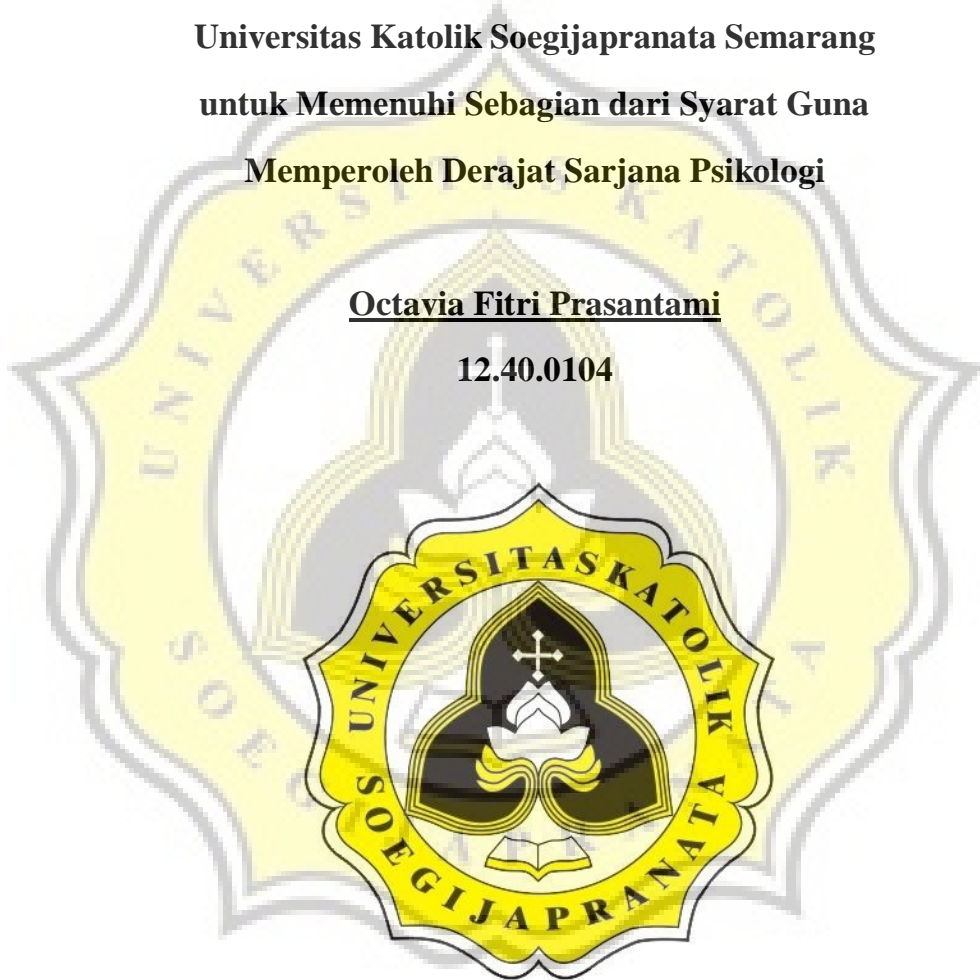 Universitas Katolik Soegijapranata Semarang
untuk Memenuhi Sebagian dari Syarat Guna
Memperoleh Derajat Sarjana Psikologi
Octavia Fitri Prasantami
12.40.0104
UNIVERSITAS KATOLIK
SOEGIJAPRANATA